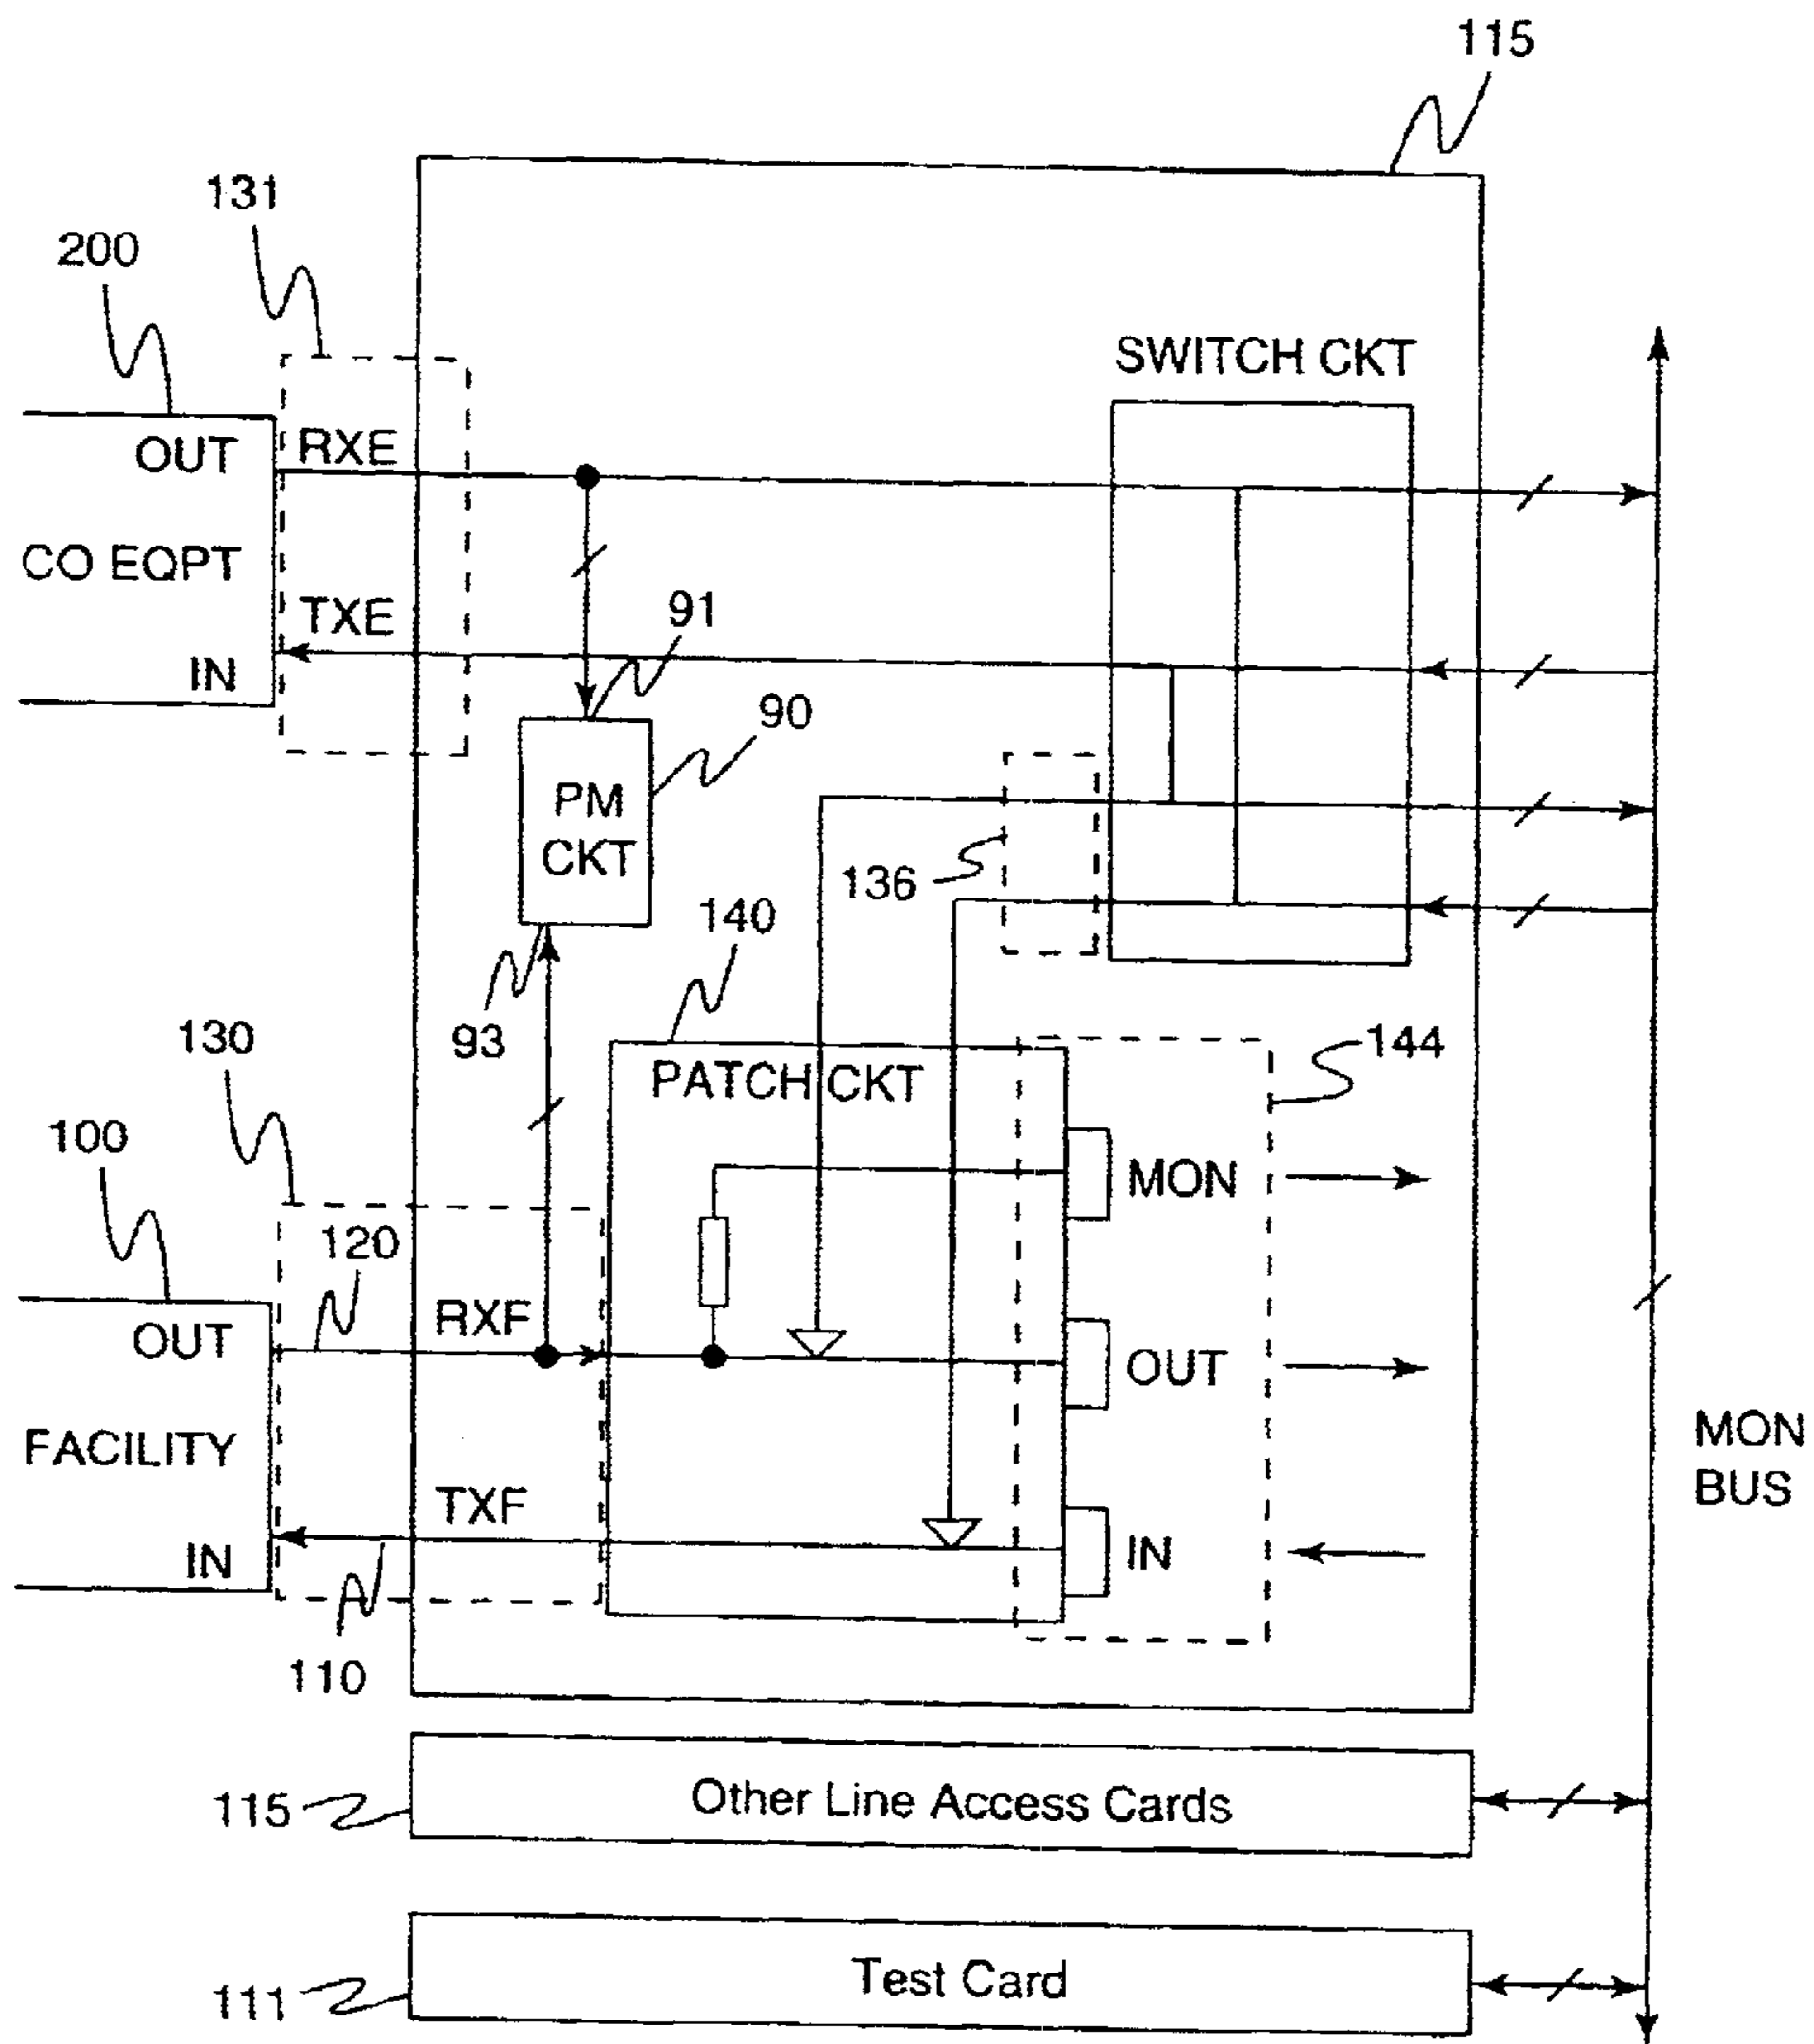 115
131
200
SWITCH CKT
OUT
RXE
CO EQPT
TXE
IN
91
90
PM
CKT
136
140
93
130
144
PATCH CKT
100
MON
120
RXF
OUT
OUT
FACILITY
MON
BUS
TXF
IN
IN
110
115
Other Line Access Cards
111
Test Card